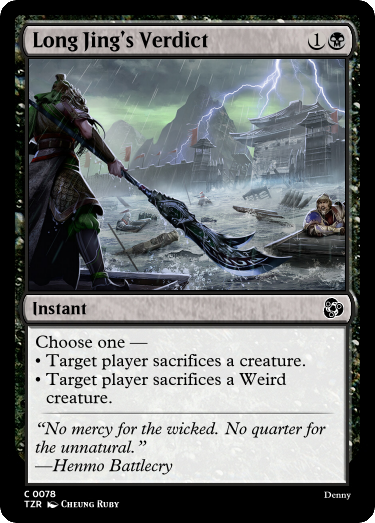 Long Jing's Verdict 1
Instant
Choose one —
• Target player sacrifices a creature.
• Target player sacrifices a Weird
creature.
“No mercy for the wicked. No quarter for
the unnatural.”
—Henmo Battlecry
C 0078
TZR Cheung Ruby
Denny